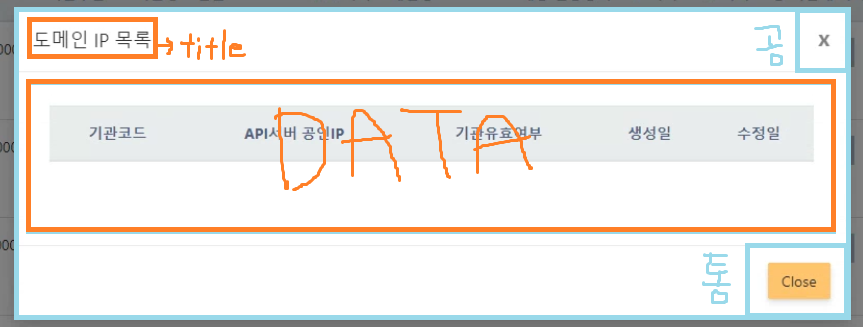 도메인 IP 목록 → title
공
X
기관코드 API서버 공인IP 기관유효여부 생성일 수정일
DATA
통
Close